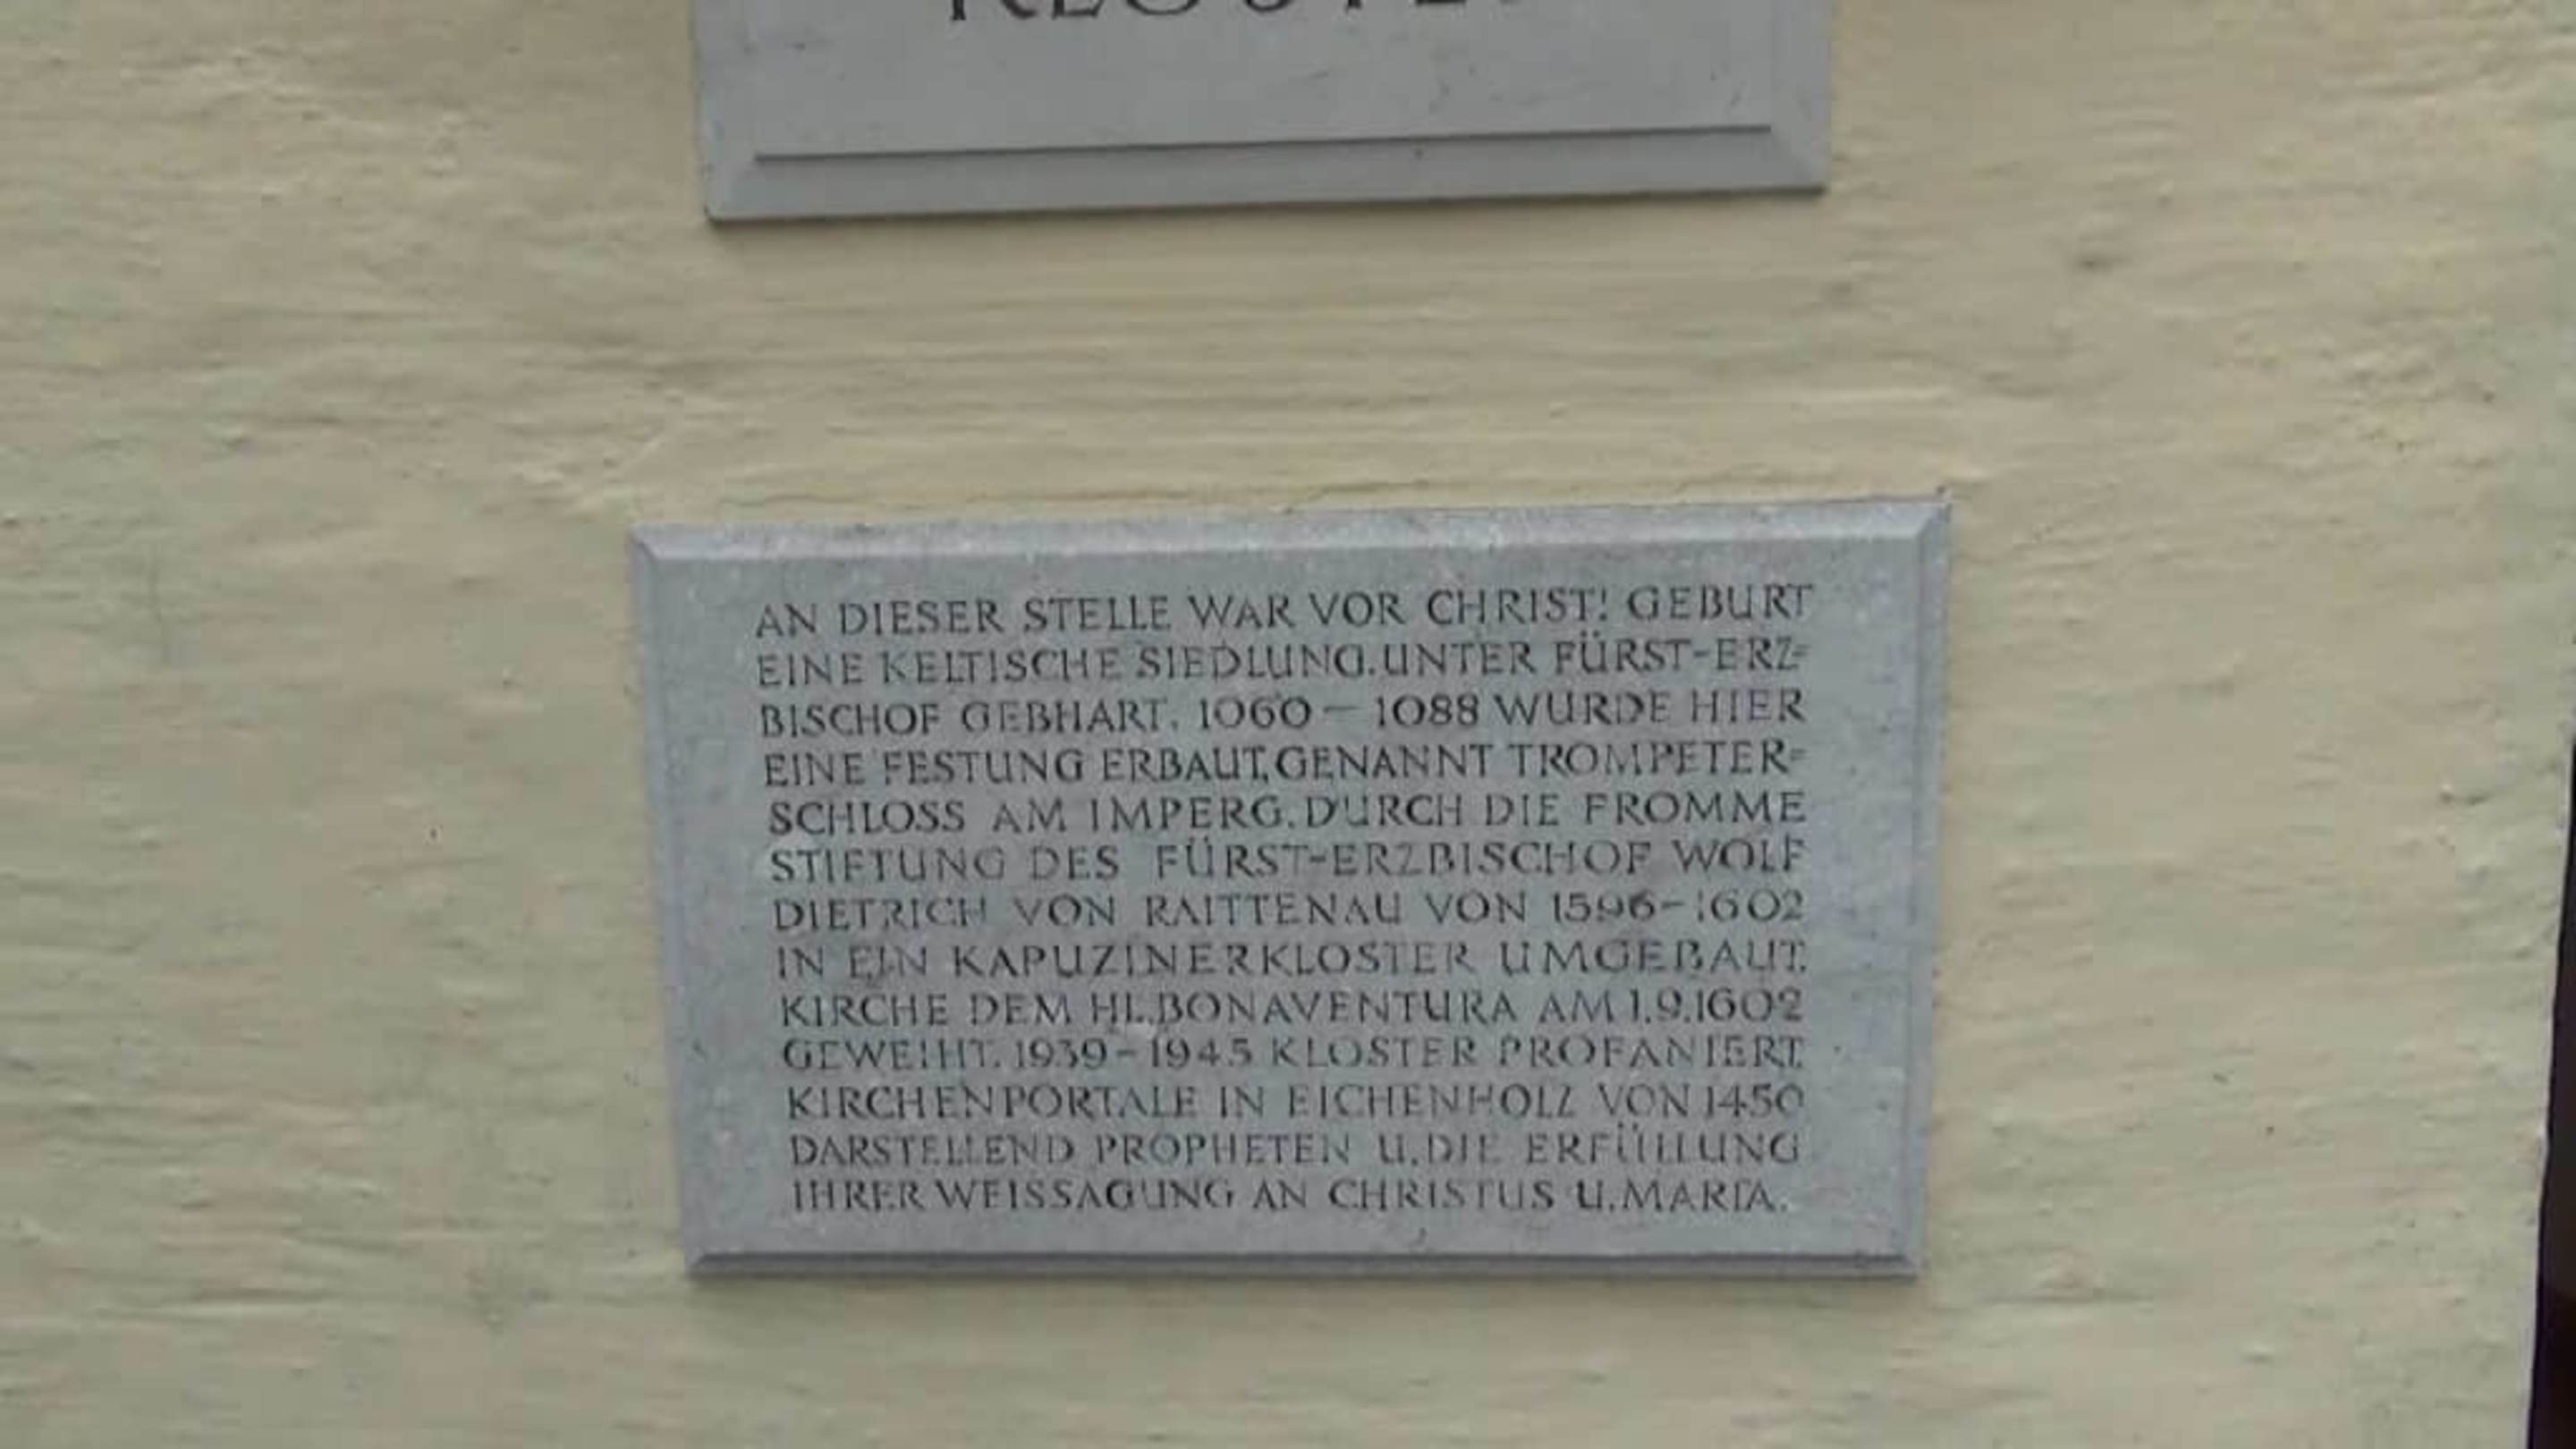 AN DIESER STELLE WAR VOR CHRISTI GEBURT
EINE KELTISCHE SIEDLUNG. UNTER FÜRST-ERZ=
BISCHOF GEBHART. 1060 – 1088 WURDE HIER
EINE FESTUNG ERBAUT, GENANNT TROMPETER=
SCHLOSS AM IMPERG. DURCH DIE FROMME
STIFTUNG DES FÜRST-ERZBISCHOF WOLF
DIETRICH VON RAITTENAU VON 1596-1602
IN EIN KAPUZINERKLOSTER UMGEBAUT.
KIRCHE DEM HL. BONAVENTURA AM 1.9.1602
GEWEIHT. 1939-1945 KLOSTER PROFANIERT.
KIRCHENPORTALE IN EICHENHOLZ VON 1450
DARSTELLEND PROPHETEN U. DIE ERFÜLLUNG
IHRER WEISSAGUNG AN CHRISTUS U. MARIA.